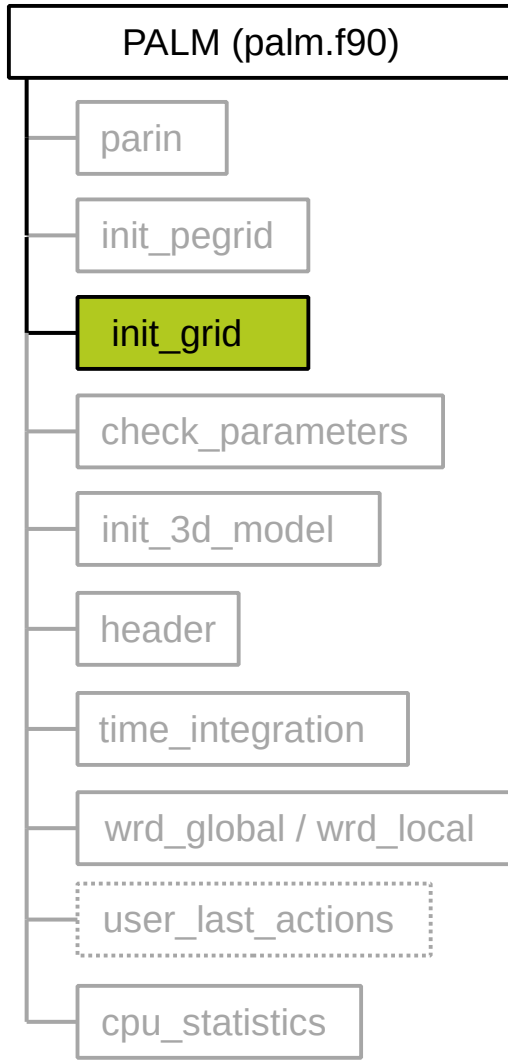 PALM (palm.f90)
parin
init_pegrid
init_grid
check_parameters
init_3d_model
header
time_integration
wrd_global / wrd_local
user_last_actions
cpu_statistics